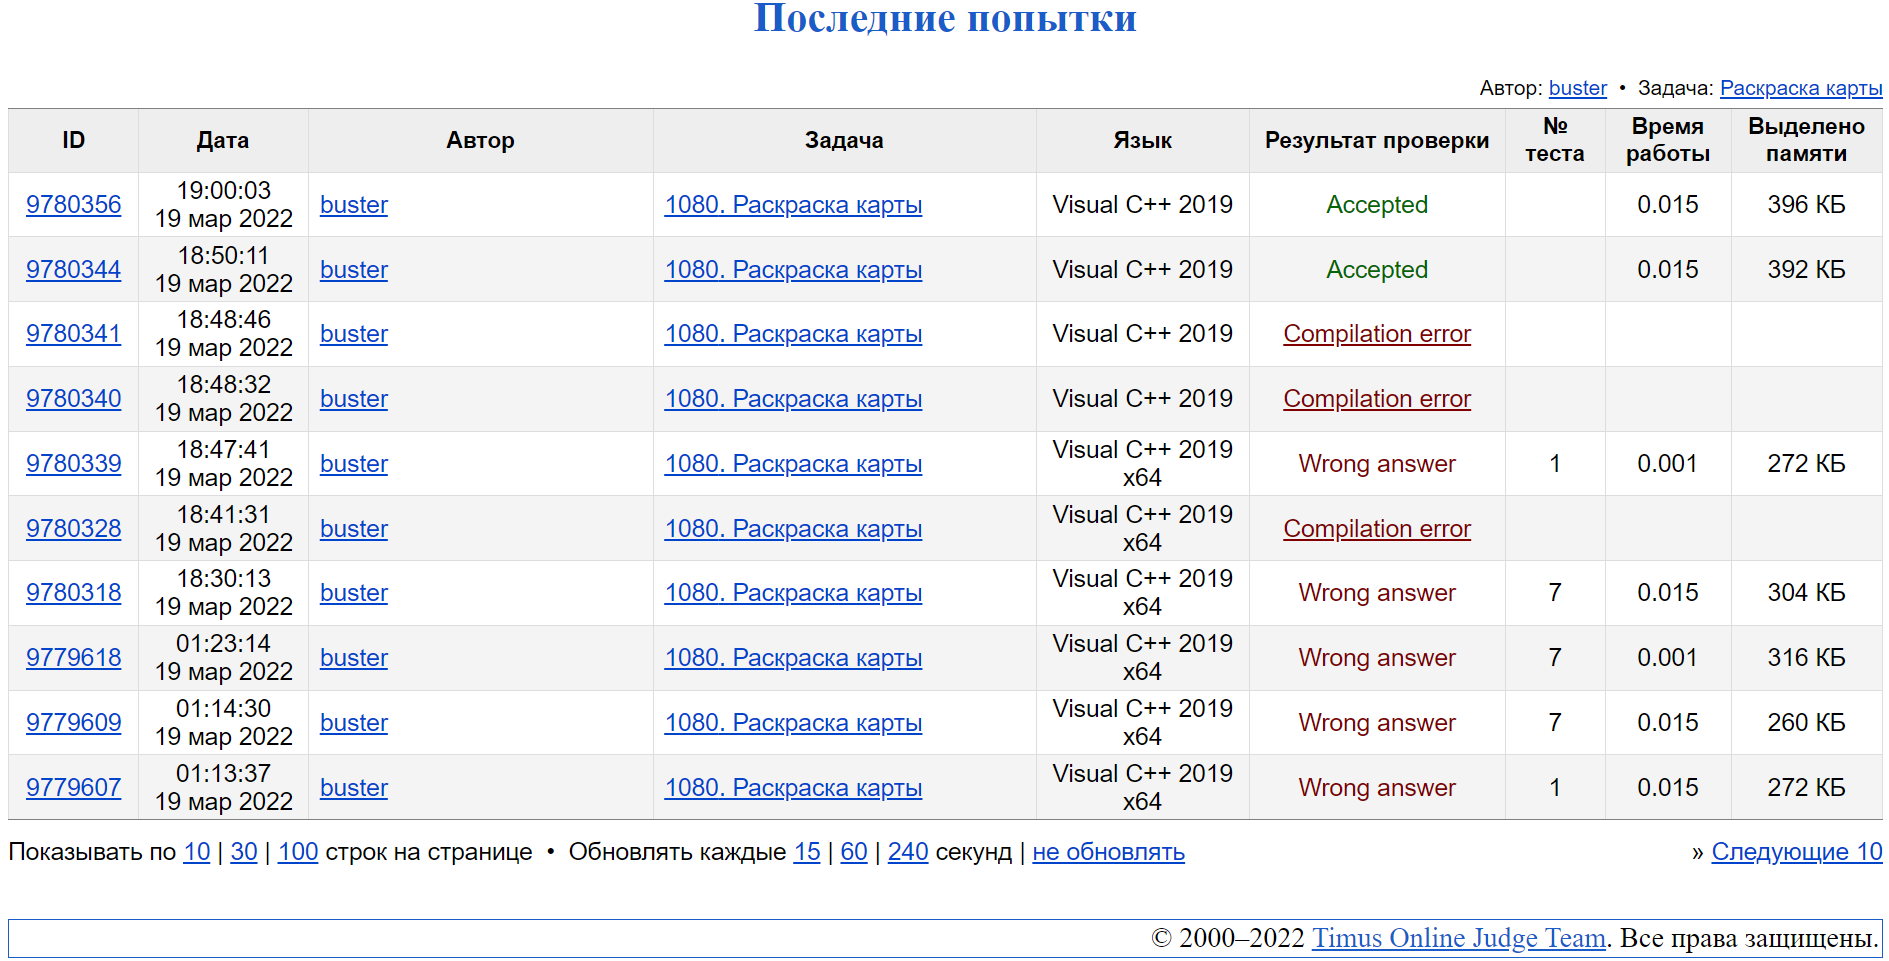 Последние попытки
Автор: buster • Задача: Раскраска карты
ID Дата Автор Задача Язык Результат проверки № теста Время работы Выделено памяти
9780356 19:00:03 19 мар 2022 buster 1080. Раскраска карты Visual C++ 2019 Accepted 0.015 396 КБ
9780344 18:50:11 19 мар 2022 buster 1080. Раскраска карты Visual C++ 2019 Accepted 0.015 392 КБ
9780341 18:48:46 19 мар 2022 buster 1080. Раскраска карты Visual C++ 2019 Compilation error
9780340 18:48:32 19 мар 2022 buster 1080. Раскраска карты Visual C++ 2019 Compilation error
9780339 18:47:41 19 мар 2022 buster 1080. Раскраска карты Visual C++ 2019 x64 Wrong answer 1 0.001 272 КБ
9780328 18:41:31 19 мар 2022 buster 1080. Раскраска карты Visual C++ 2019 x64 Compilation error
9780318 18:30:13 19 мар 2022 buster 1080. Раскраска карты Visual C++ 2019 x64 Wrong answer 7 0.015 304 КБ
9779618 01:23:14 19 мар 2022 buster 1080. Раскраска карты Visual C++ 2019 x64 Wrong answer 7 0.001 316 КБ
9779609 01:14:30 19 мар 2022 buster 1080. Раскраска карты Visual C++ 2019 x64 Wrong answer 7 0.015 260 КБ
9779607 01:13:37 19 мар 2022 buster 1080. Раскраска карты Visual C++ 2019 x64 Wrong answer 1 0.015 272 КБ
Показывать по 10 | 30 | 100 строк на странице • Обновлять каждые 15 | 60 | 240 секунд | не обновлять » Следующие 10
© 2000–2022 Timus Online Judge Team. Все права защищены.